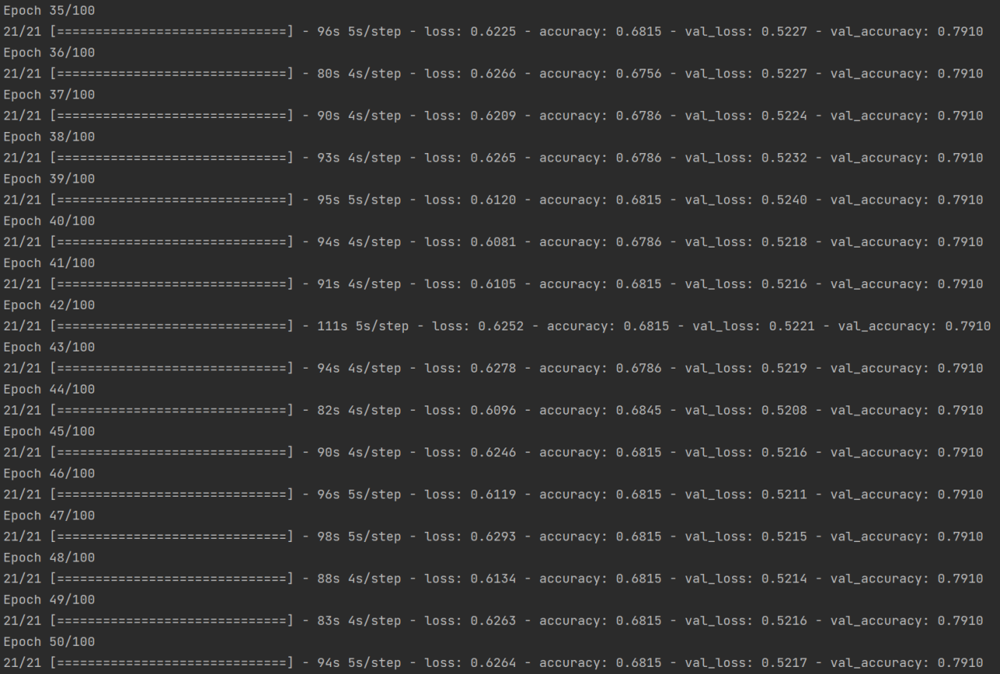 Epoch 35/100
21/21 [==============================] - 96s 5s/step - loss: 0.6225 - accuracy: 0.6815 - val_loss: 0.5227 - val_accuracy: 0.7910
Epoch 36/100
21/21 [==============================] - 80s 4s/step - loss: 0.6266 - accuracy: 0.6756 - val_loss: 0.5227 - val_accuracy: 0.7910
Epoch 37/100
21/21 [==============================] - 90s 4s/step - loss: 0.6209 - accuracy: 0.6786 - val_loss: 0.5224 - val_accuracy: 0.7910
Epoch 38/100
21/21 [==============================] - 93s 4s/step - loss: 0.6265 - accuracy: 0.6786 - val_loss: 0.5232 - val_accuracy: 0.7910
Epoch 39/100
21/21 [==============================] - 95s 5s/step - loss: 0.6120 - accuracy: 0.6815 - val_loss: 0.5240 - val_accuracy: 0.7910
Epoch 40/100
21/21 [==============================] - 94s 4s/step - loss: 0.6081 - accuracy: 0.6786 - val_loss: 0.5218 - val_accuracy: 0.7910
Epoch 41/100
21/21 [==============================] - 91s 4s/step - loss: 0.6105 - accuracy: 0.6815 - val_loss: 0.5216 - val_accuracy: 0.7910
Epoch 42/100
21/21 [==============================] - 111s 5s/step - loss: 0.6252 - accuracy: 0.6815 - val_loss: 0.5221 - val_accuracy: 0.7910
Epoch 43/100
21/21 [==============================] - 94s 4s/step - loss: 0.6278 - accuracy: 0.6786 - val_loss: 0.5219 - val_accuracy: 0.7910
Epoch 44/100
21/21 [==============================] - 82s 4s/step - loss: 0.6096 - accuracy: 0.6845 - val_loss: 0.5208 - val_accuracy: 0.7910
Epoch 45/100
21/21 [==============================] - 90s 4s/step - loss: 0.6246 - accuracy: 0.6815 - val_loss: 0.5216 - val_accuracy: 0.7910
Epoch 46/100
21/21 [==============================] - 96s 5s/step - loss: 0.6119 - accuracy: 0.6815 - val_loss: 0.5211 - val_accuracy: 0.7910
Epoch 47/100
21/21 [==============================] - 98s 5s/step - loss: 0.6293 - accuracy: 0.6815 - val_loss: 0.5215 - val_accuracy: 0.7910
Epoch 48/100
21/21 [==============================] - 88s 4s/step - loss: 0.6134 - accuracy: 0.6815 - val_loss: 0.5214 - val_accuracy: 0.7910
Epoch 49/100
21/21 [==============================] - 83s 4s/step - loss: 0.6263 - accuracy: 0.6815 - val_loss: 0.5216 - val_accuracy: 0.7910
Epoch 50/100
21/21 [==============================] - 94s 5s/step - loss: 0.6264 - accuracy: 0.6815 - val_loss: 0.5217 - val_accuracy: 0.7910